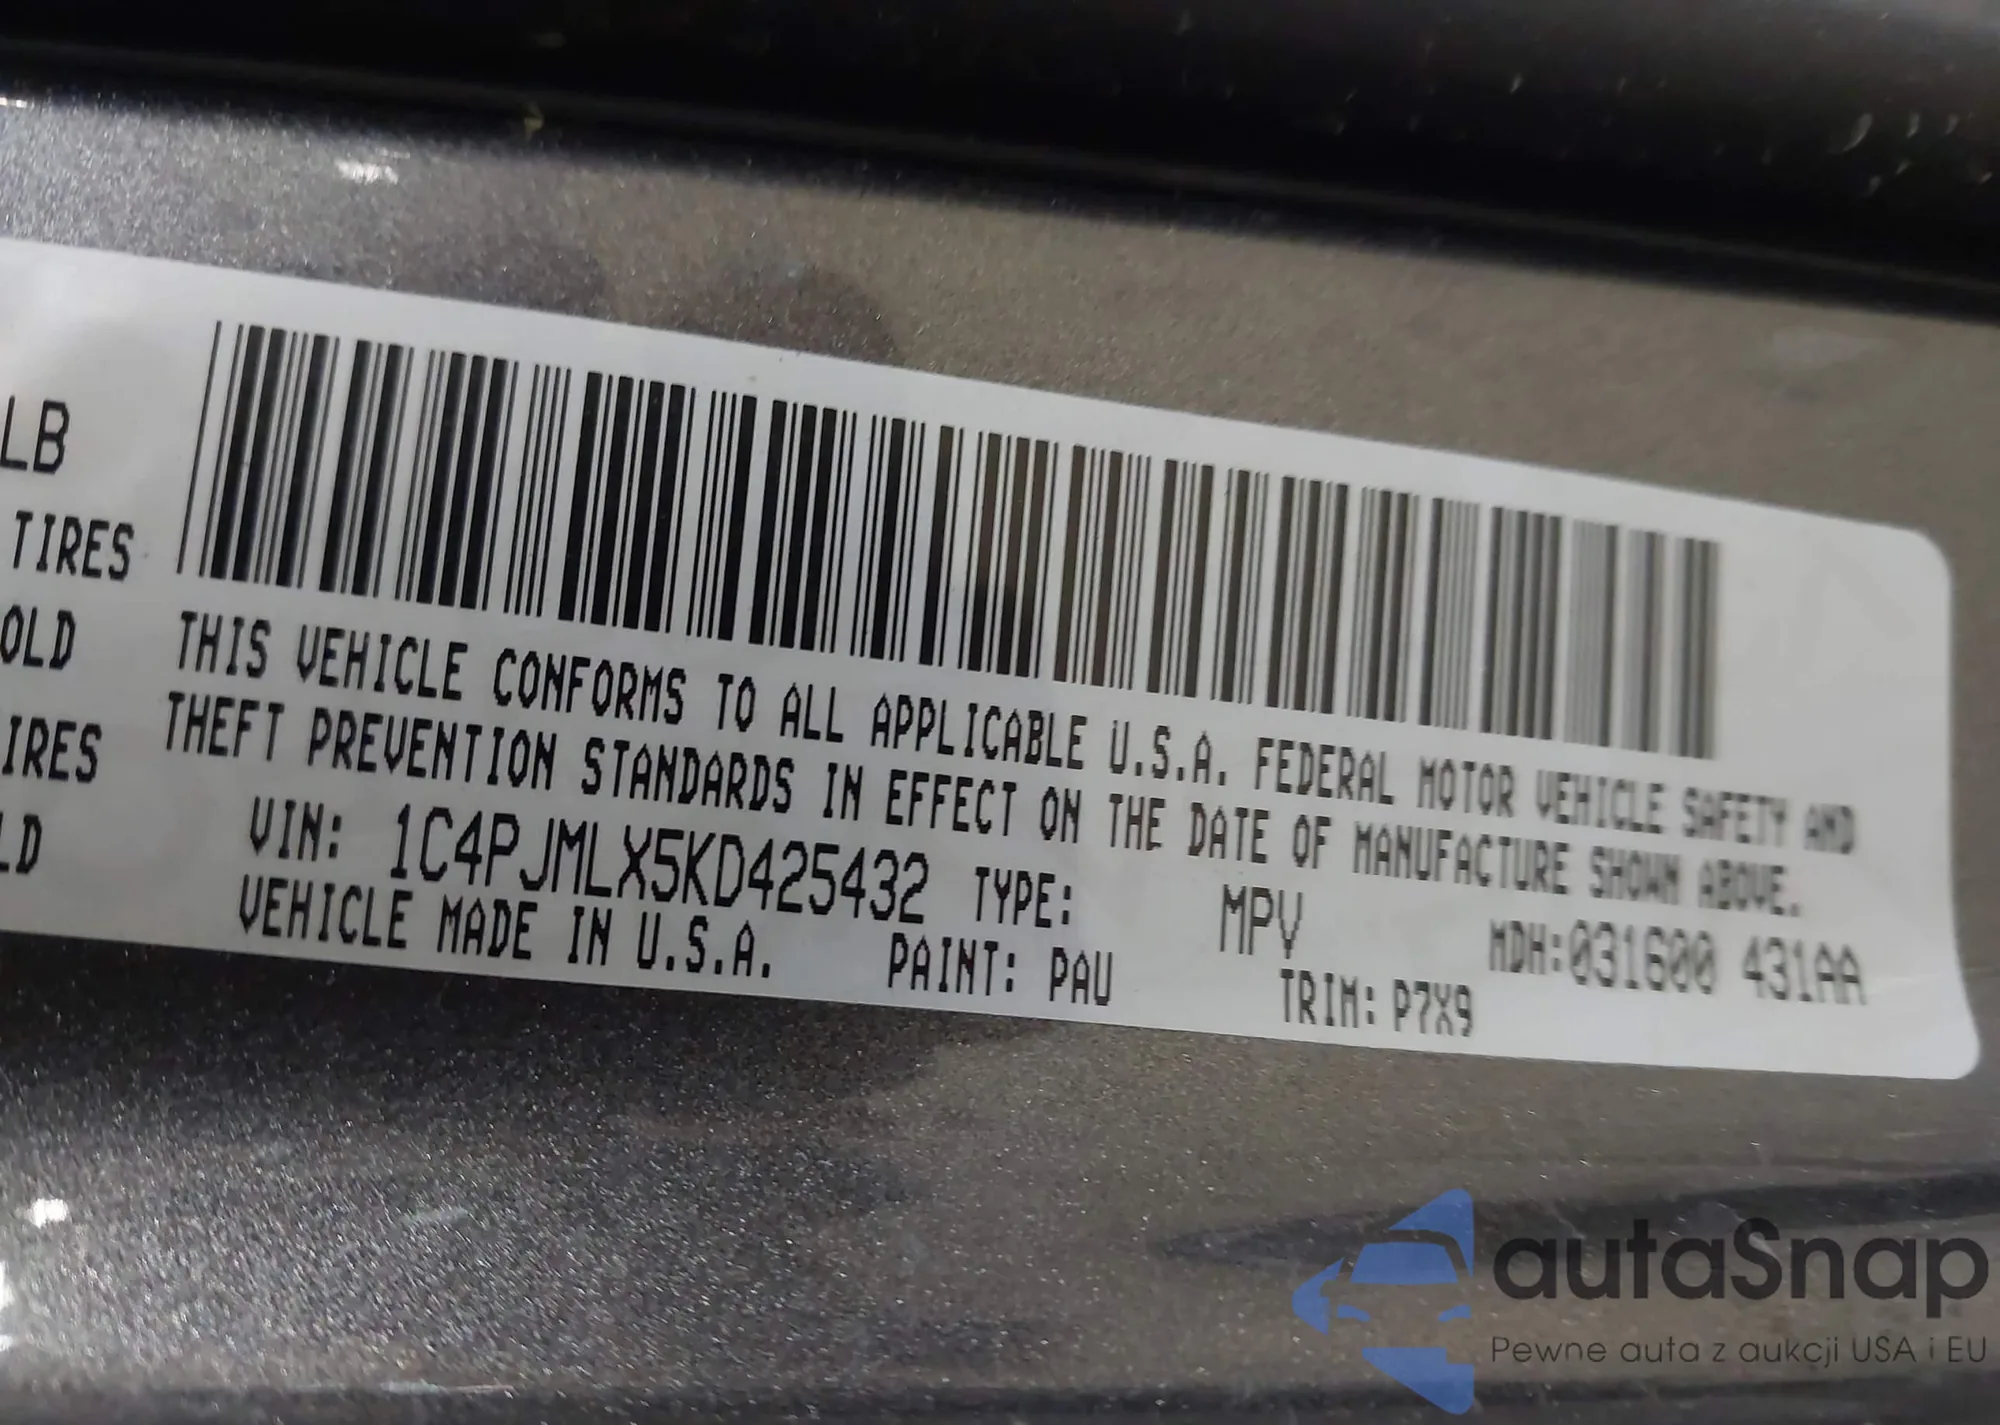 LB
TIRES
OLD
IRES
LD
THIS VEHICLE CONFORMS TO ALL APPLICABLE U.S.A. FEDERAL MOTOR VEHICLE SAFETY AND
THEFT PREVENTION STANDARDS IN EFFECT ON THE DATE OF MANUFACTURE SHOWN ABOVE.
VIN: 1C4PJMLX5KD425432 TYPE: MPV MDH:031600 431AA
VEHICLE MADE IN U.S.A. PAINT: PAU TRIM: P7X9
autaSnap
Pewne auta z aukcji USA i EU